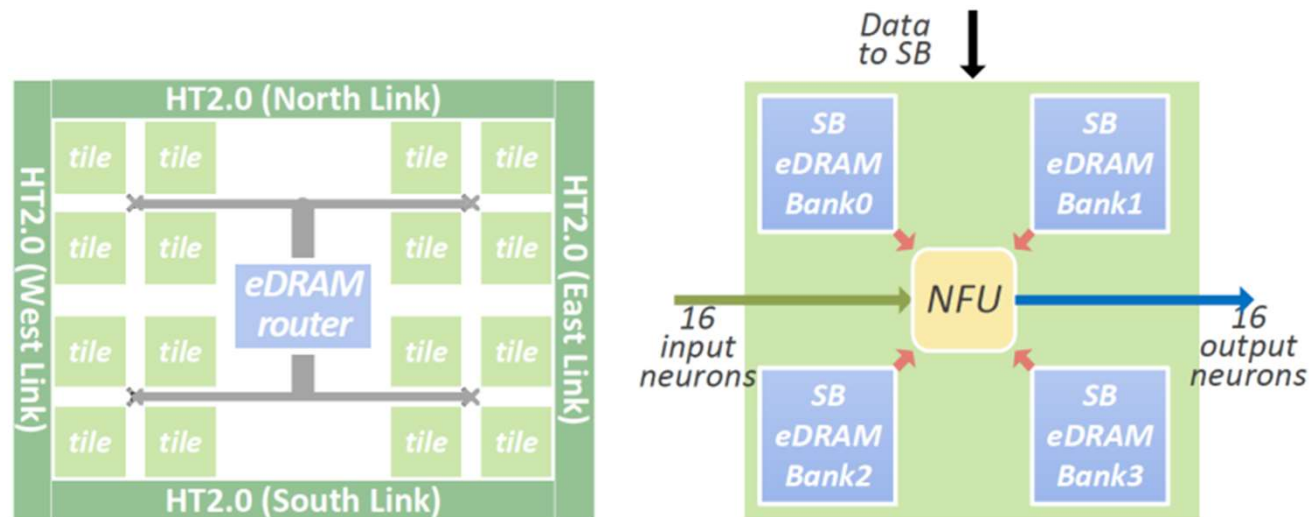 HT2.0 (North Link)
HT2.0 (West Link)
tile
tile
tile
tile
tile
tile
tile
tile
eDRAM
router
tile
tile
tile
tile
tile
tile
tile
tile
HT2.0 (East Link)
HT2.0 (South Link)
Data
to SB
SB
eDRAM
Bank0
SB
eDRAM
Bank1
NFU
16
input
neurons
16
output
neurons
SB
eDRAM
Bank2
SB
eDRAM
Bank3